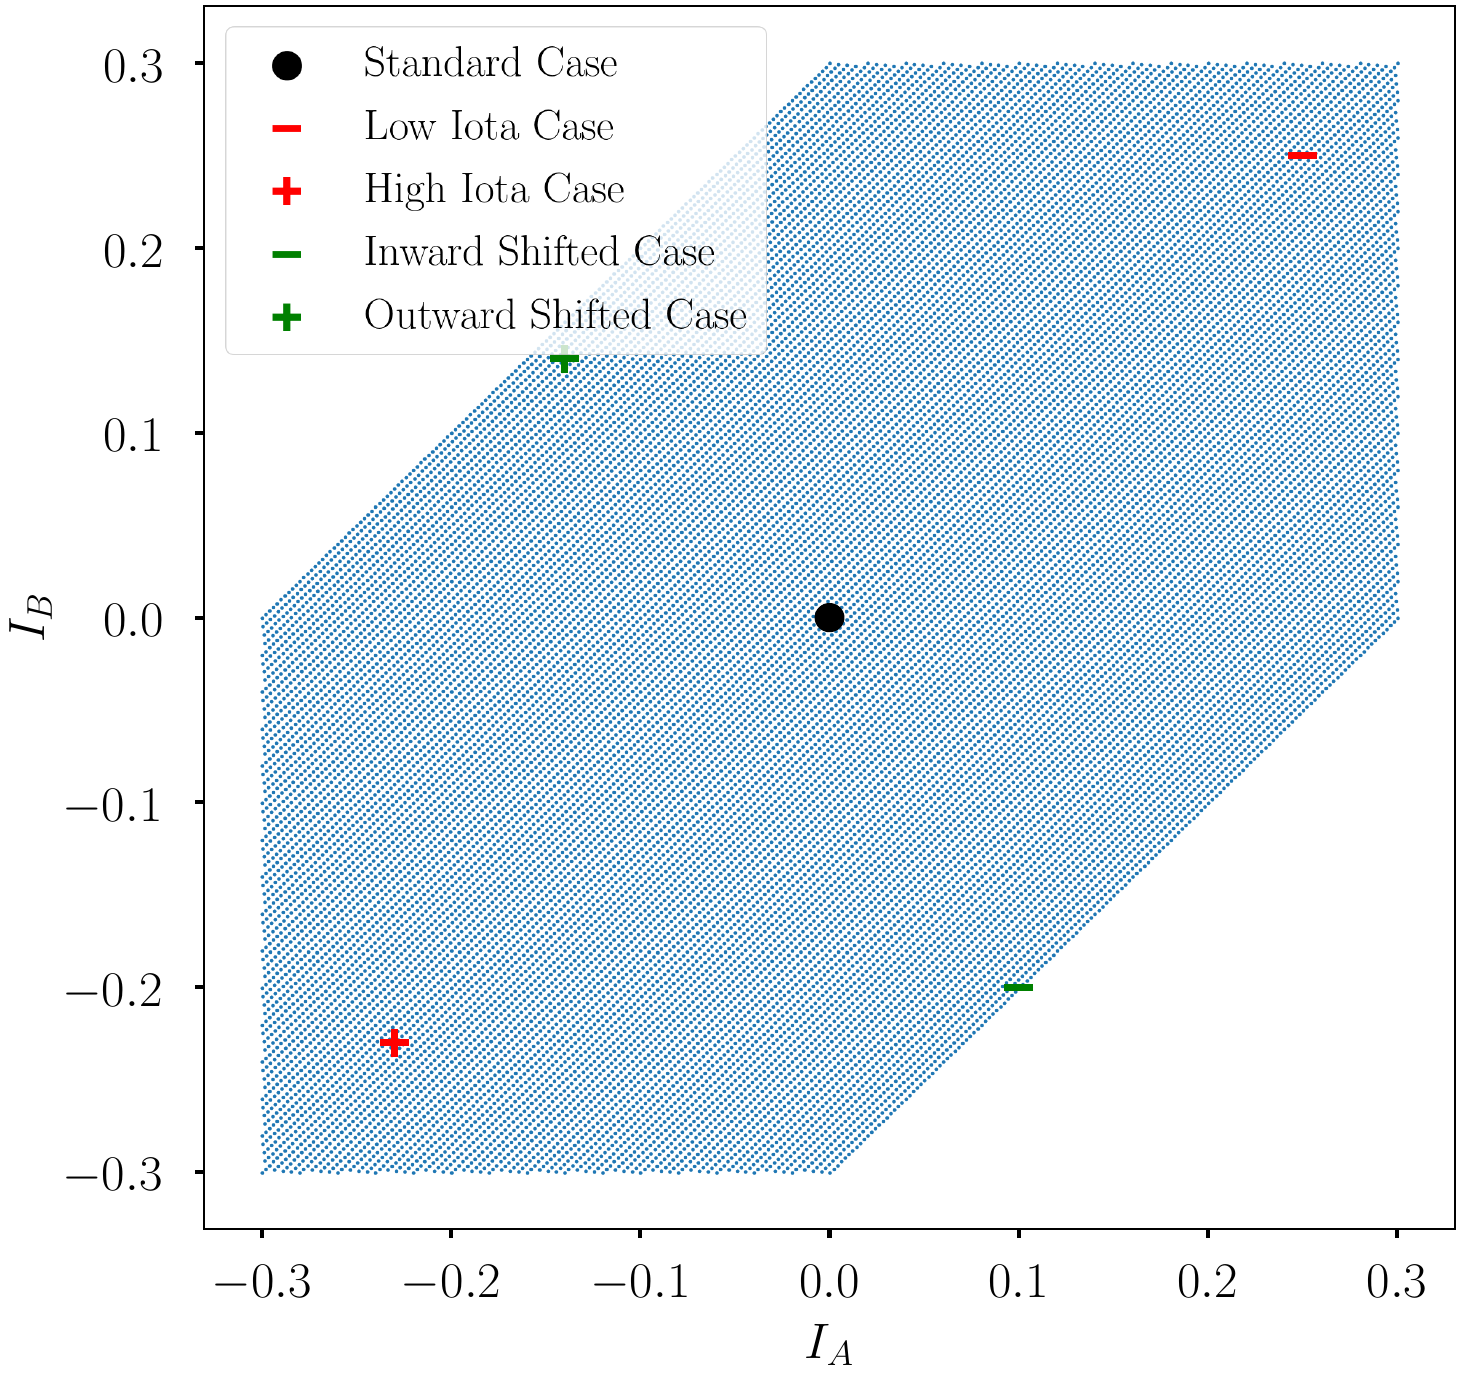 Standard Case
Low Iota Case
High Iota Case
Inward Shifted Case
Outward Shifted Case
0.3
0.2
0.1
0.0
−0.1
−0.2
−0.3
I_B
−0.3 −0.2 −0.1 0.0 0.1 0.2 0.3
I_A